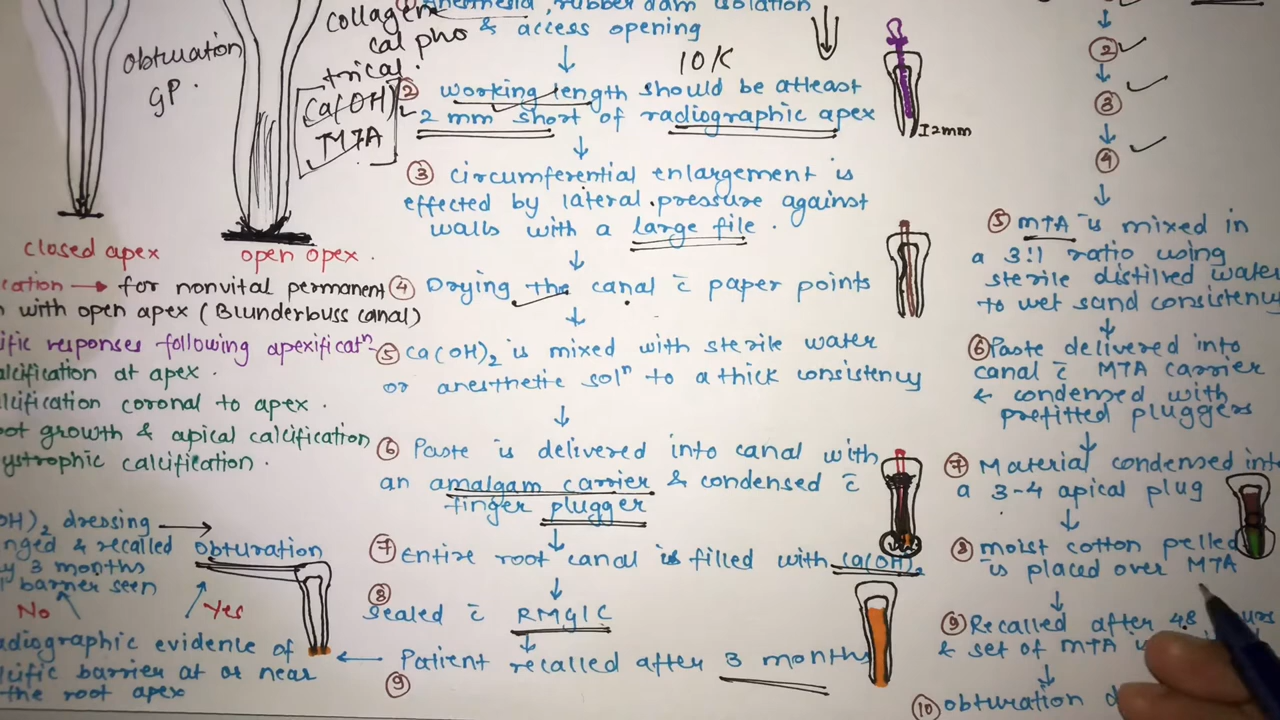 obturation
GP.
collagen
cal pho
trical.
Ca(OH)2
MTA
closed apex
open opex.
cation → for nonvital permanent
with open apex (Blunderbuss canal)
ific responses following apexificatn
alcification at apex.
lcification coronal to apex.
oot growth & apical calcification
ystrophic calcification.
OH)2 dressing →
nged & recalled
y 3 months
barrier seen
obturation
No
Yes
adiographic evidence of
lcific barrier at or near
the root apex
① Anesthesia, rubber dam isolation
& access opening
10K
② working length should be atleast
2 mm short of radiographic apex
I2mm
③ circumferential enlargement is
effected by lateral pressure against
walls with a large file.
④ Drying the canal c̄ paper points
⑤ Ca(OH)2 is mixed with sterile water
or anesthetic soln to a thick consistency
⑥ Paste is delivered into canal with
an amalgam carrier & condensed c̄
finger plugger
⑦ Entire root canal is filled with Ca(OH)2
⑧ Sealed c̄ RMGIC
⑨ Patient recalled after 3 months
②
③
④
⑤ MTA is mixed in
a 3:1 ratio using
sterile distilved water
to wet sand consistency
⑥ Paste delivered into
canal c̄ MTA carrier
& condensed with
prefitted pluggers
⑦ Material condensed into
a 3-4 apical plug
⑧ moist cotton pelled
is placed over MTA
⑨ Recalled after 48
& set of MTA
⑩ obturation